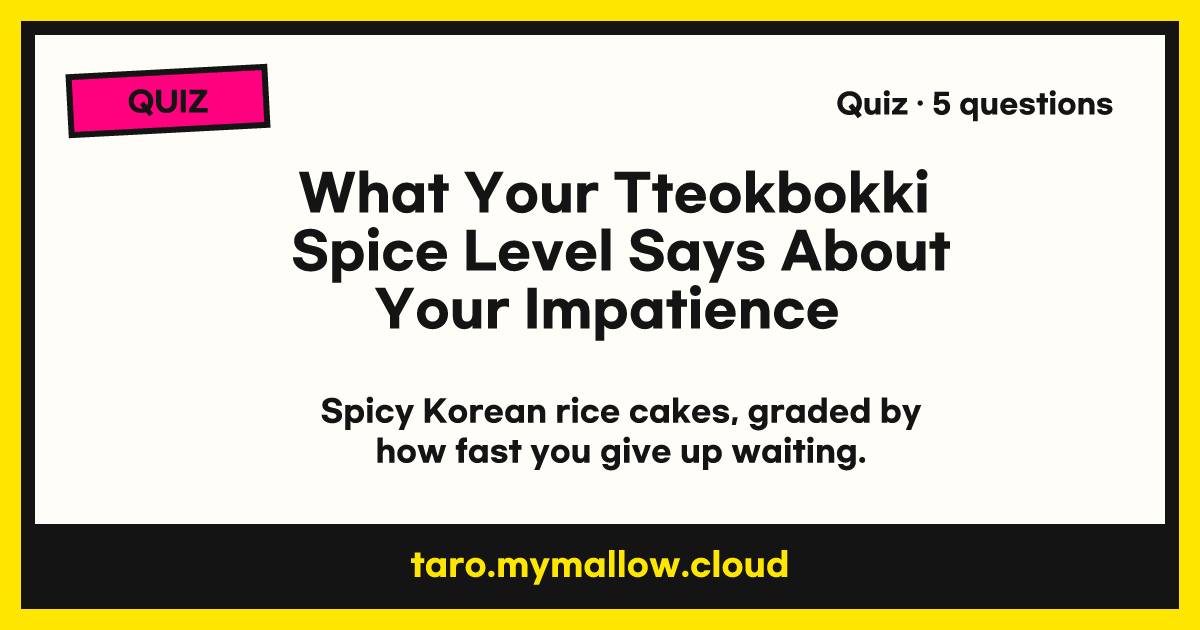 QUIZ
Quiz · 5 questions
What Your Tteokbokki
Spice Level Says About
Your Impatience
Spicy Korean rice cakes, graded by
how fast you give up waiting.
taro.mymallow.cloud